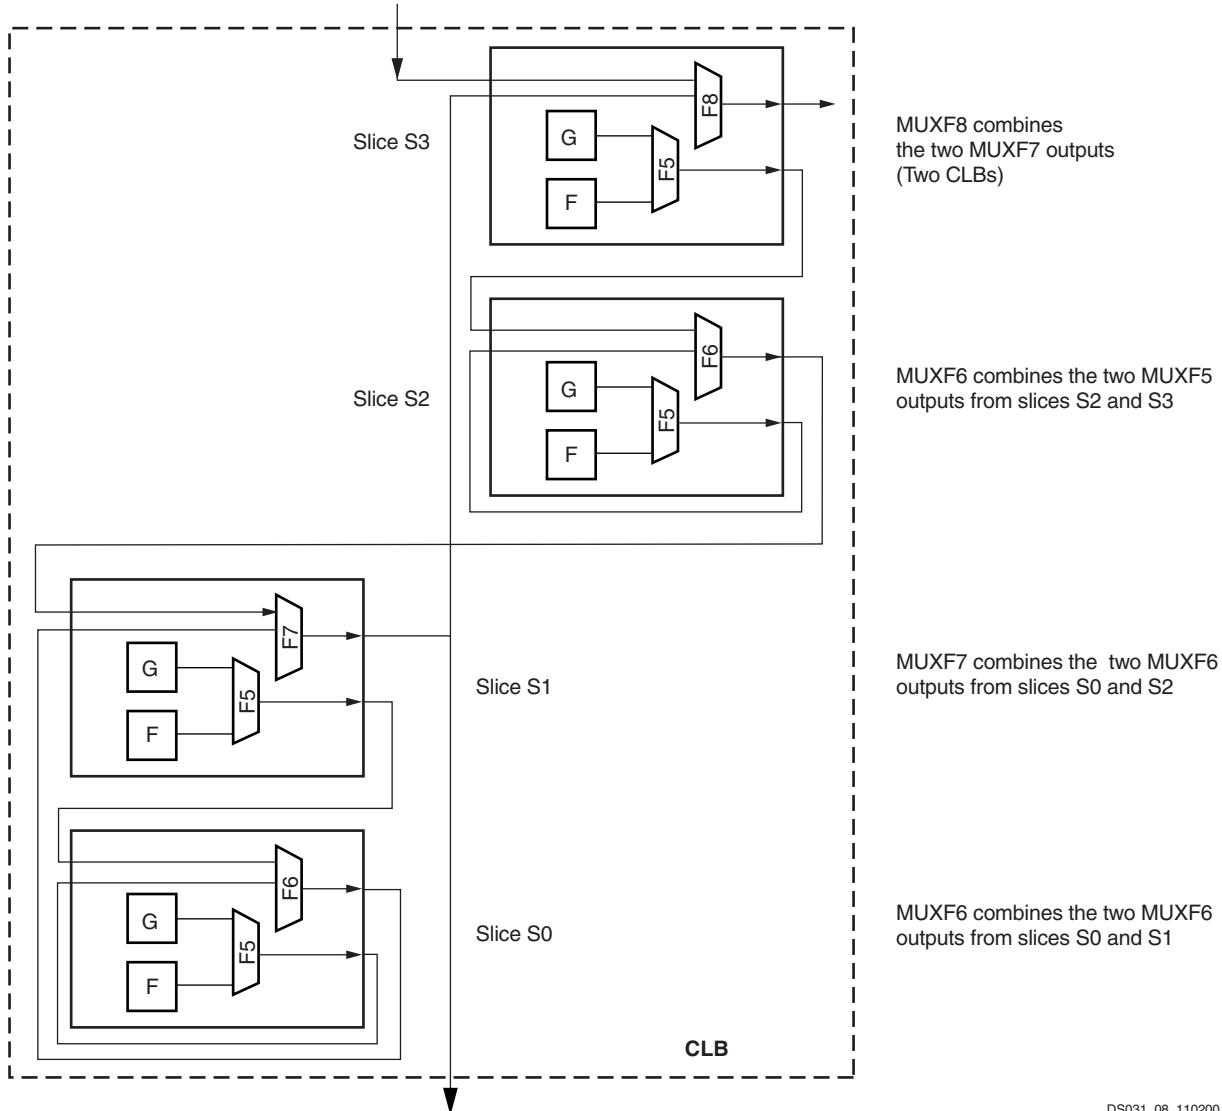 Slice S3
F8
G
F5
F
MUXF8 combines
the two MUXF7 outputs
(Two CLBs)
Slice S2
F6
G
F5
F
MUXF6 combines the two MUXF5
outputs from slices S2 and S3
F7
G
F5
F
Slice S1
MUXF7 combines the two MUXF6
outputs from slices S0 and S2
F6
G
F5
F
Slice S0
MUXF6 combines the two MUXF6
outputs from slices S0 and S1
CLB
DS031_08_110200